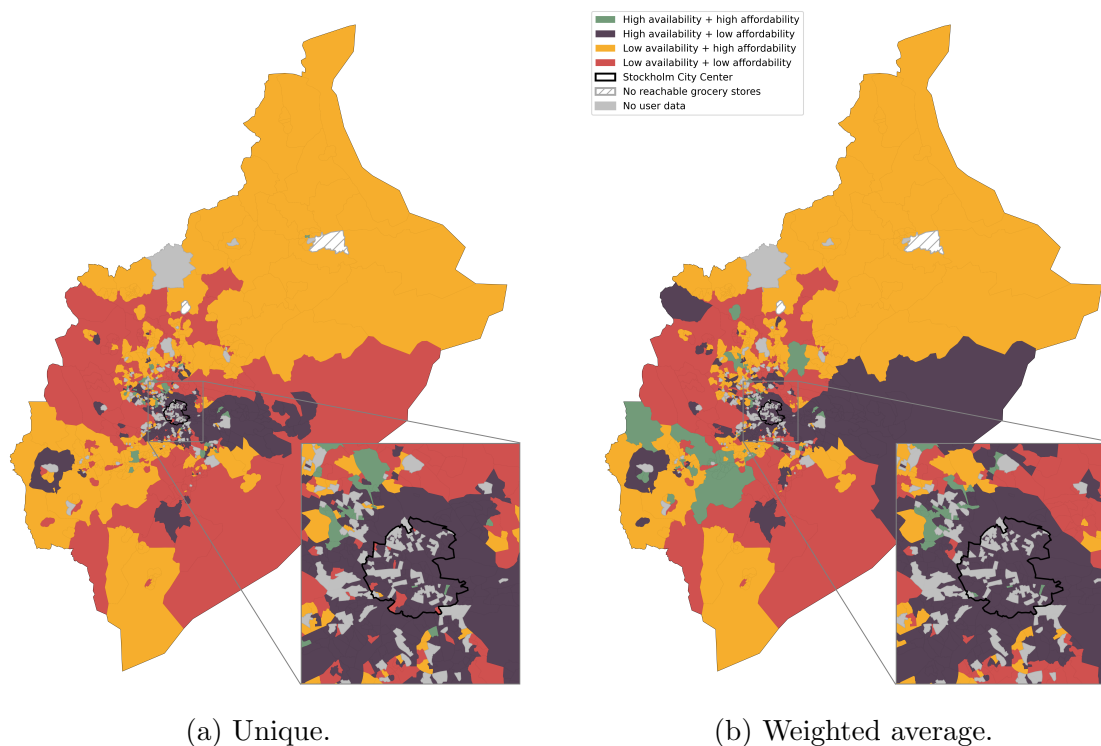 High availability + high affordability
High availability + low affordability
Low availability + high affordability
Low availability + low affordability
Stockholm City Center
No reachable grocery stores
No user data
(a) Unique.
(b) Weighted average.